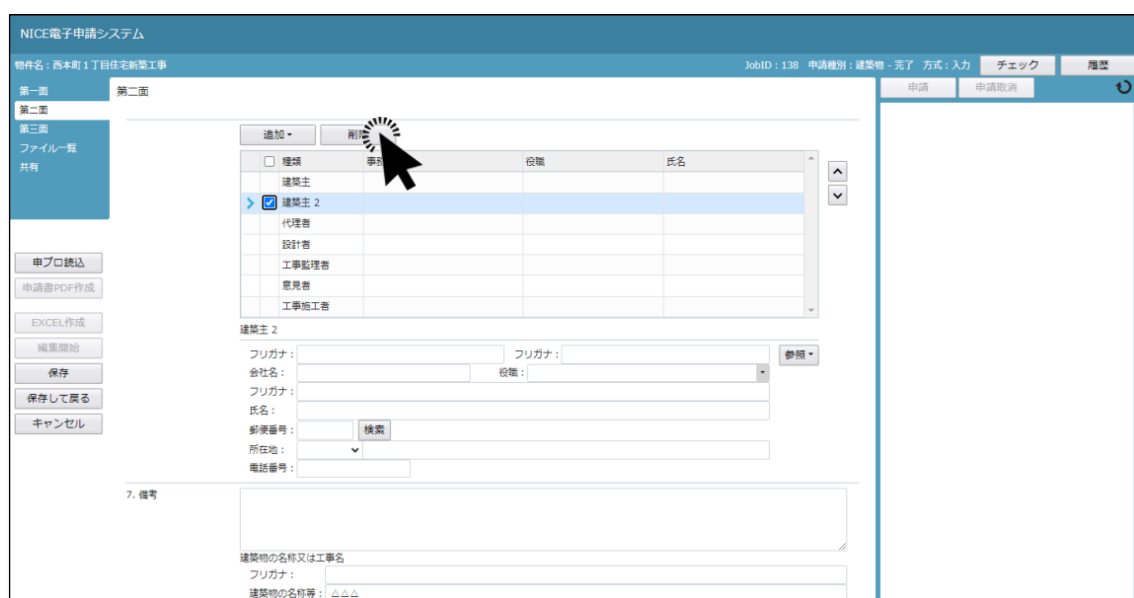 NICE電子申請システム
物件名：西本町１丁目住宅新築工事 JobID：138 申請種別：建築物 - 完了 方式：入力 チェック 履歴
第一面
第二面
第三面
ファイル一覧
共有
第二面
申請 申請取消
追加 削
種類 事務 役職 氏名
建築主
建築主 2
代理者
設計者
工事監理者
意見者
工事施工者
申プロ読込
申請書PDF作成
EXCEL作成
編集開始
保存
保存して戻る
キャンセル
建築主 2
フリガナ： フリガナ： 参照
会社名： 役職：
フリガナ：
氏名：
郵便番号： 検索
所在地：
電話番号：
7. 備考
建築物の名称又は工事名
フリガナ：
建築物の名称等： △△△